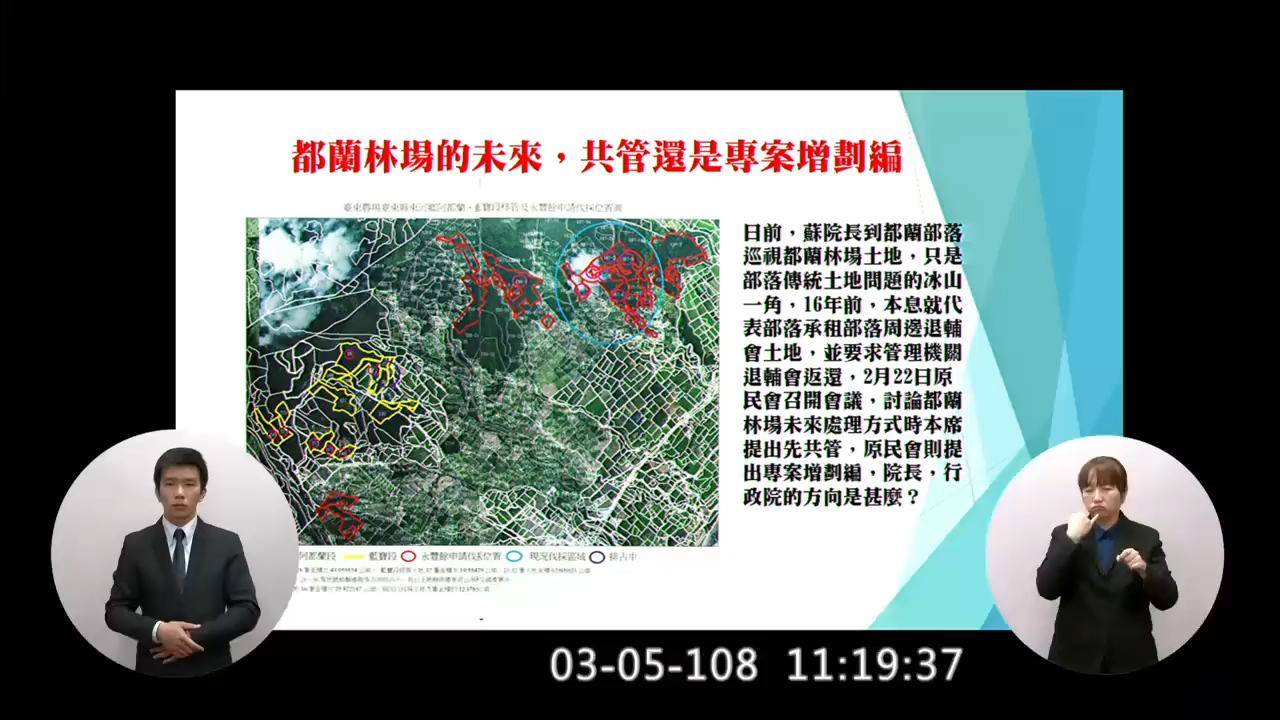 都蘭林場的未來，共管還是專案增劃編
日前，蘇院長到都蘭部落
巡視都蘭林場土地，只是
部落傳統土地問題的冰山
一角，16年前，本息就代
表部落承租部落周邊退輔
會土地，並要求管理機關
退輔會返還，2月22日原
民會召開會議，討論都蘭
林場未來處理方式時本席
提出先共管，原民會則提
出專案增劃編，院長，行
政院的方向是甚麼？
阿都蘭段 藍寶段 永豐餘申請伐採位置 現況伐採區域 排占中
03-05-108 11:19:37